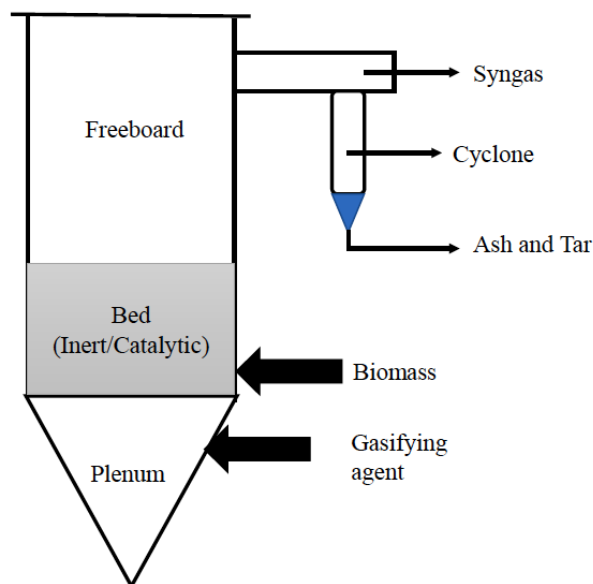 Syngas
Freeboard
Cyclone
Ash and Tar
Bed
(Inert/Catalytic)
Biomass
Gasifying
agent
Plenum